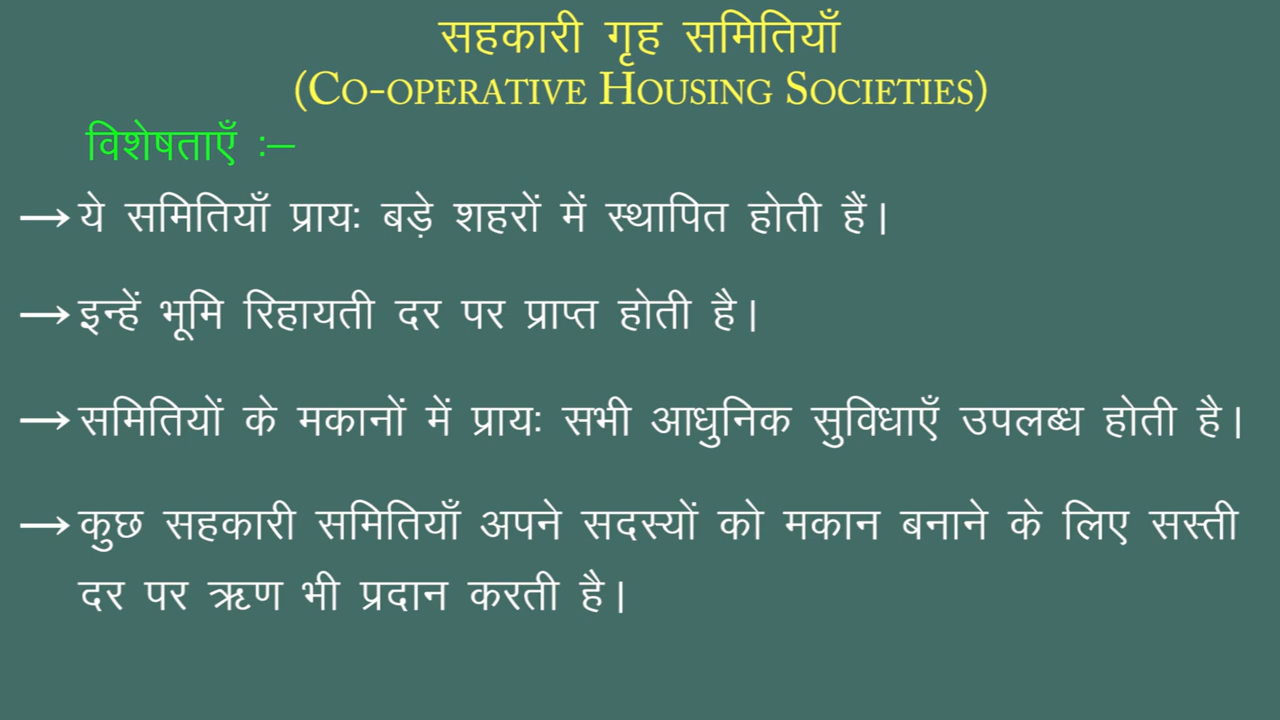 सहकारी गृह समितियाँ
(Co-operative Housing Societies)
विशेषताएँ :–
→ ये समितियाँ प्रायः बड़े शहरों में स्थापित होती हैं।
→ इन्हें भूमि रिहायती दर पर प्राप्त होती है।
→ समितियों के मकानों में प्रायः सभी आधुनिक सुविधाएँ उपलब्ध होती है।
→ कुछ सहकारी समितियाँ अपने सदस्यों को मकान बनाने के लिए सस्ती
दर पर ऋण भी प्रदान करती है।